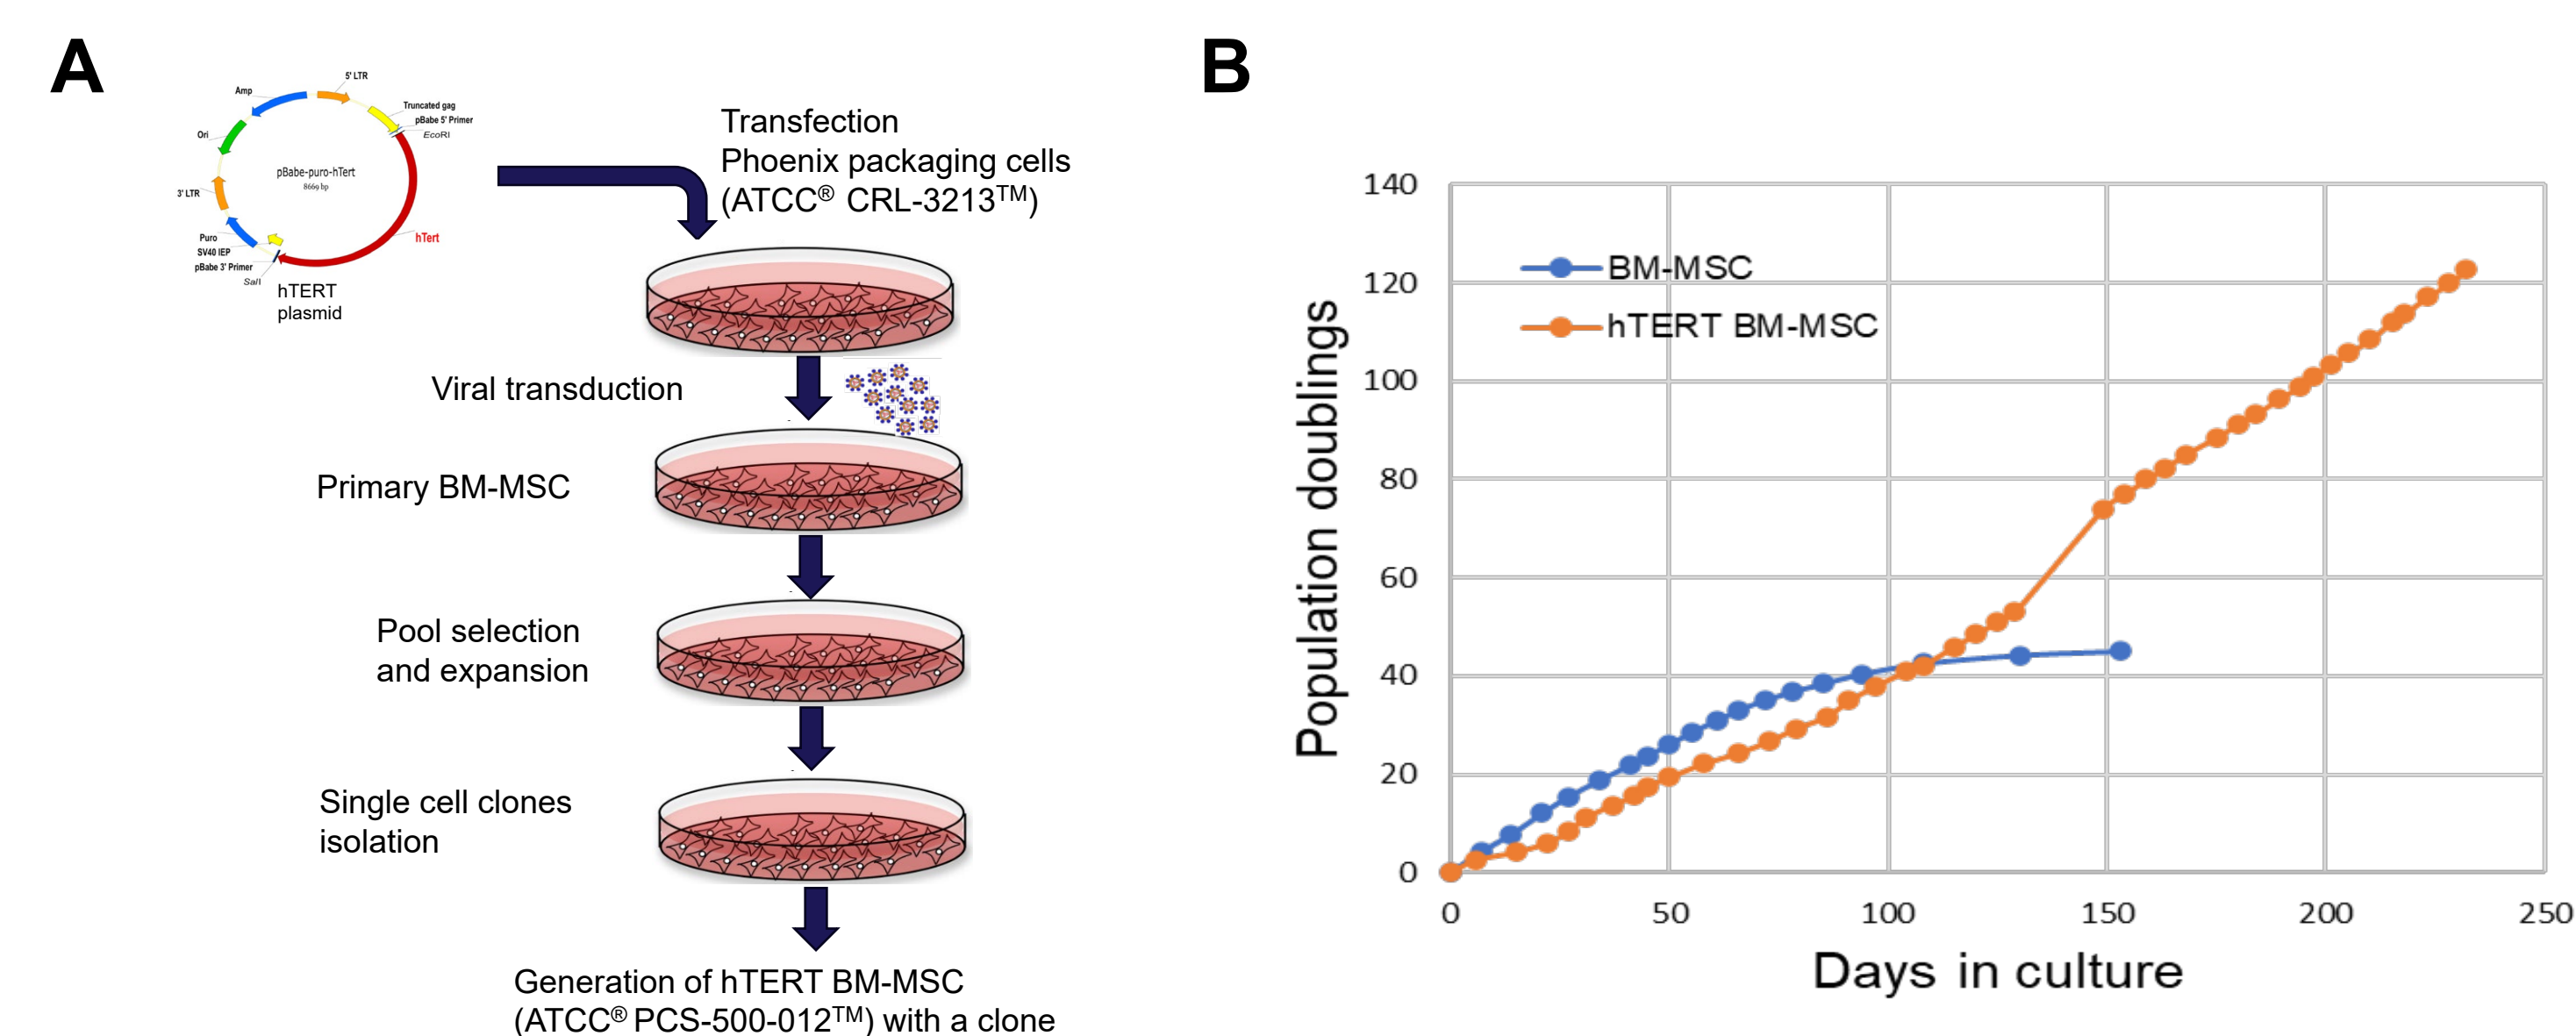 A
5' LTR
Amp
Truncated gag
pBabe 5' Primer
EcoRI
Ori
pBabe-puro-hTert
8669 bp
3' LTR
hTert
Puro
SV40 IEP
pBabe 3' Primer
SalI
hTERT
plasmid
Transfection
Phoenix packaging cells
(ATCC® CRL-3213™)
Viral transduction
Primary BM-MSC
Pool selection
and expansion
Single cell clones
isolation
Generation of hTERT BM-MSC
(ATCC® PCS-500-012™) with a clone
B
Population doublings
140
120
100
80
60
40
20
0
BM-MSC
hTERT BM-MSC
0 50 100 150 200 250
Days in culture